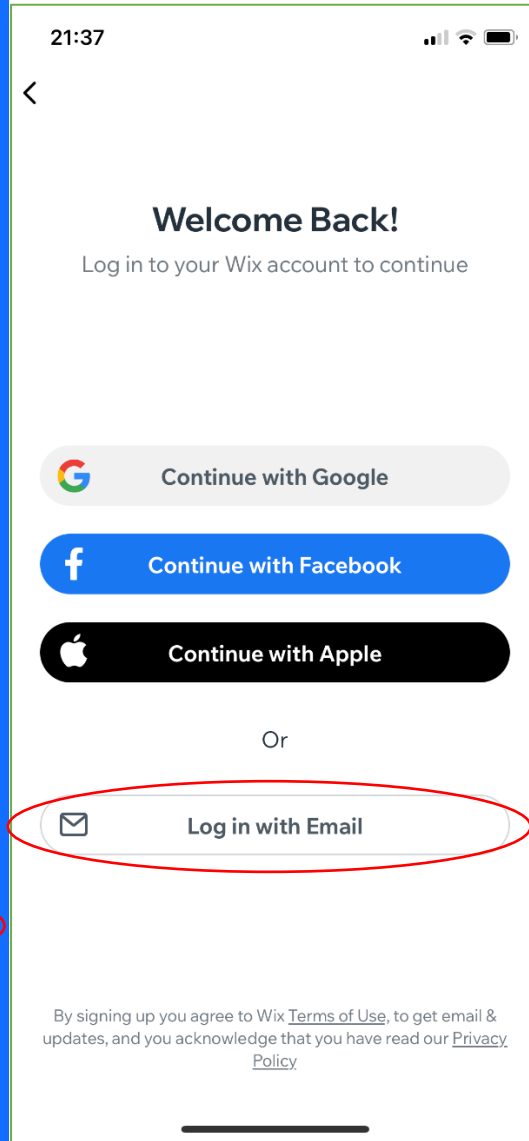 21:37
Welcome Back!
Log in to your Wix account to continue
Continue with Google
Continue with Facebook
Continue with Apple
Or
Log in with Email
By signing up you agree to Wix Terms of Use, to get email &
updates, and you acknowledge that you have read our Privacy
Policy